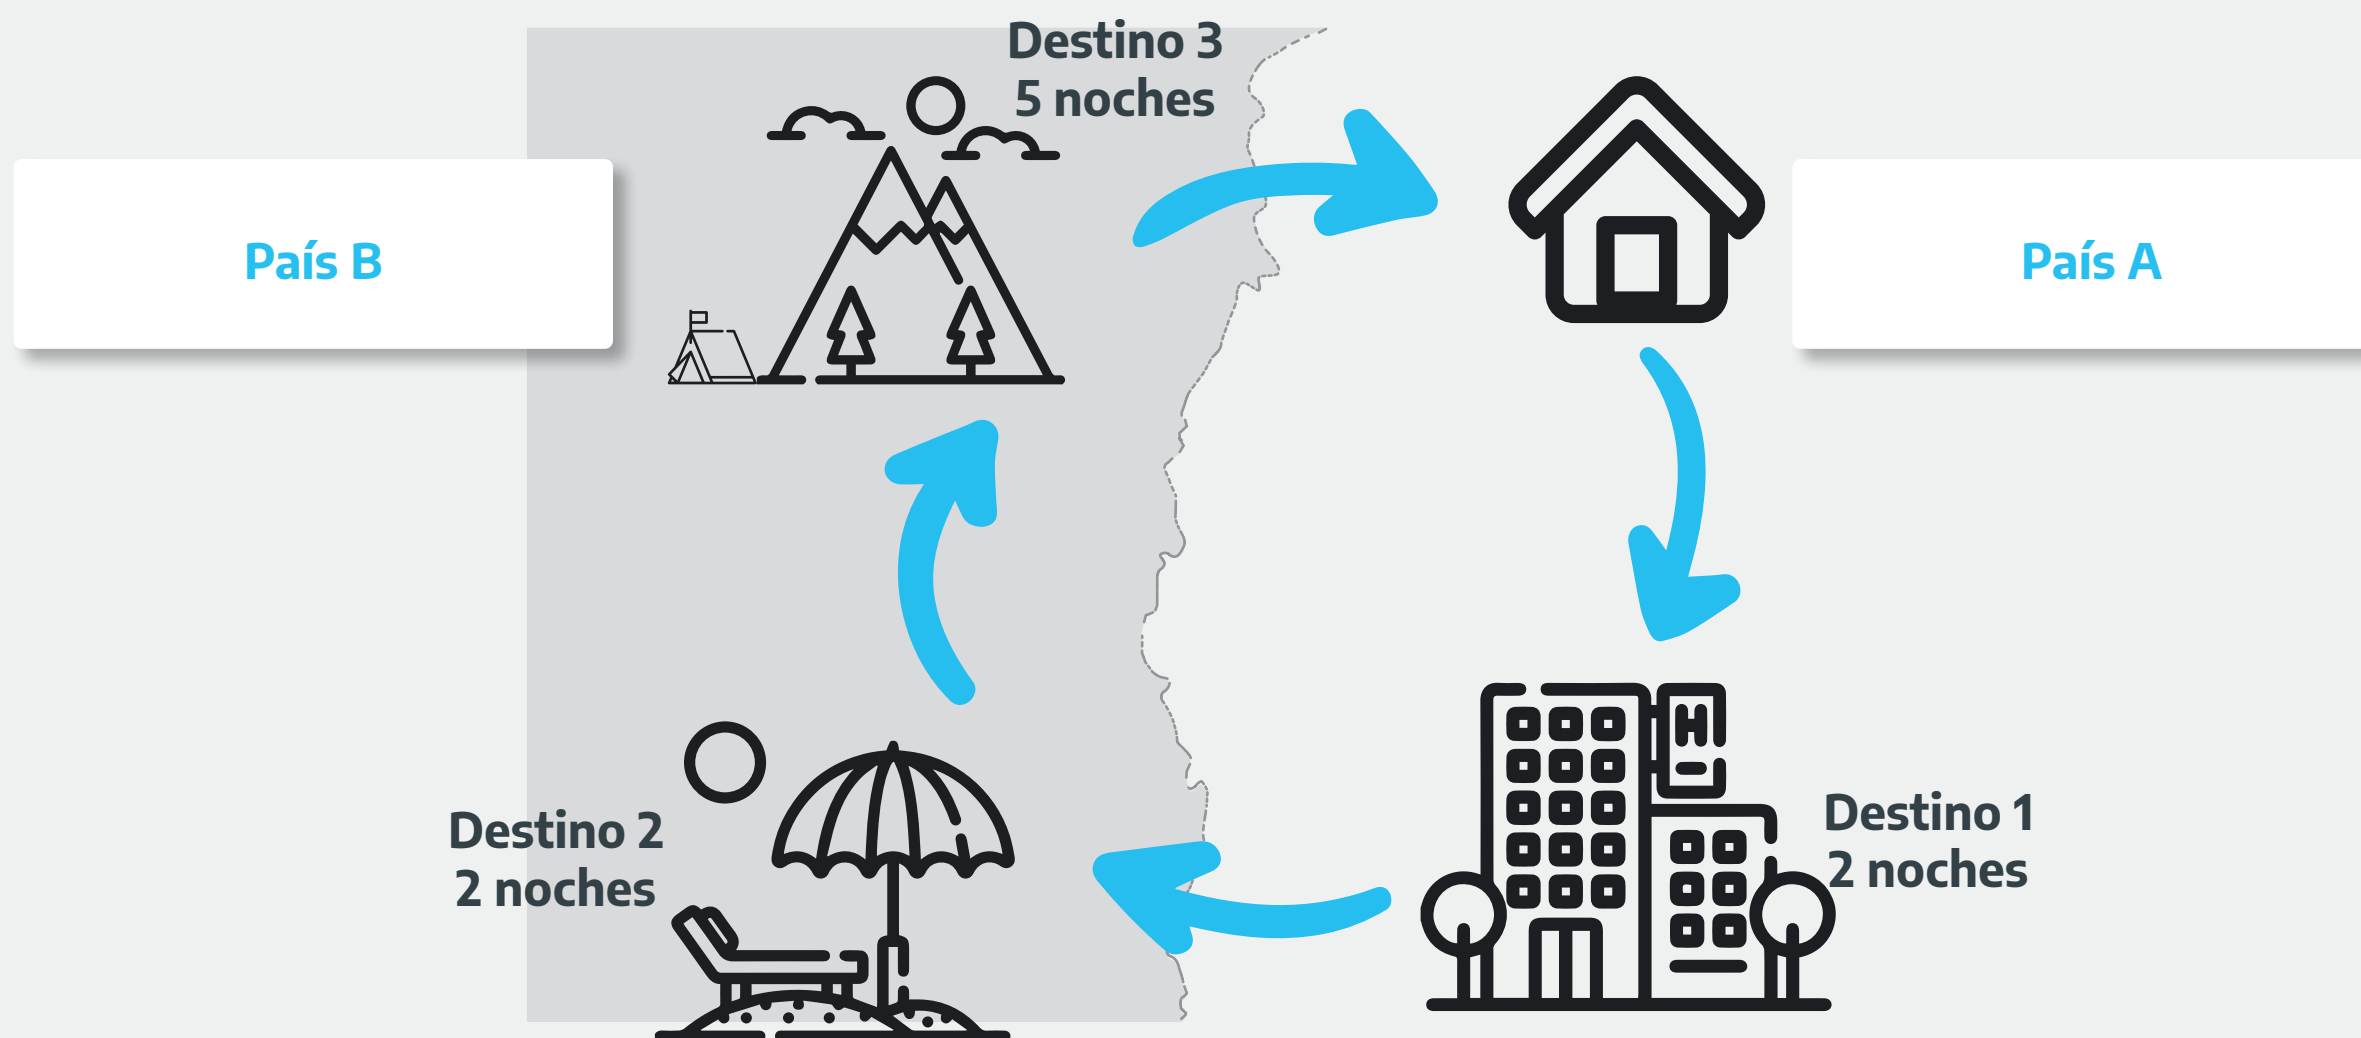 Destino 3
5 noches
País B
País A
Destino 2
2 noches
Destino 1
2 noches
H